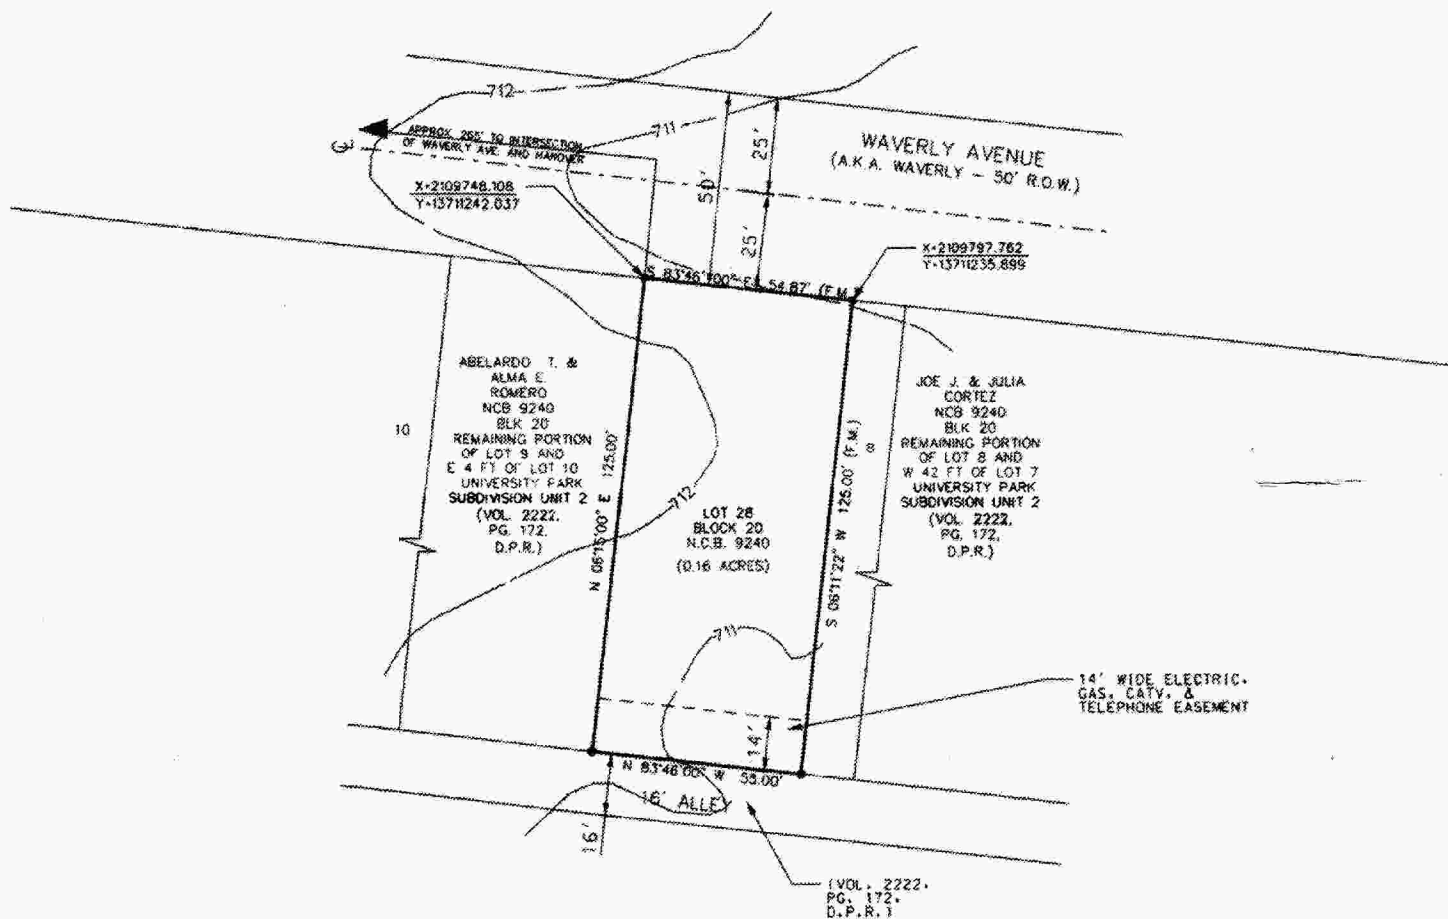 712
711
25'
50'
25'
APPROX. 265' TO INTERSECTION
OF WAVERLY AVE. AND HANOVER
WAVERLY AVENUE
(A.K.A. WAVERLY - 50' R.O.W.)
X=2109748.108
Y=13711242.037
X=2109797.762
Y=13711235.899
S 83°46'00" E 54.87' (F.M.)
ABELARDO T. &
ALMA E.
ROMERO
NCB 9240
BLK 20
REMAINING PORTION
OF LOT 9 AND
E 4 FT OF LOT 10
UNIVERSITY PARK
SUBDIVISION UNIT 2
(VOL. 2222,
PG. 172,
D.P.R.)
10
N 06°15'00" E 125.00'
712
LOT 28
BLOCK 20
N.C.B. 9240
(0.16 ACRES)
S 06°11'22" W 125.00' (F.M.)
8
JOE J. & JULIA
CORTEZ
NCB 9240
BLK 20
REMAINING PORTION
OF LOT 8 AND
W 42 FT OF LOT 7
UNIVERSITY PARK
SUBDIVISION UNIT 2
(VOL. 2222,
PG. 172,
D.P.R.)
711
14' WIDE ELECTRIC,
GAS, CATV, &
TELEPHONE EASEMENT
14'
N 83°46'00" W 55.00'
16' ALLEY
16'
(VOL. 2222,
PG. 172,
D.P.R.)